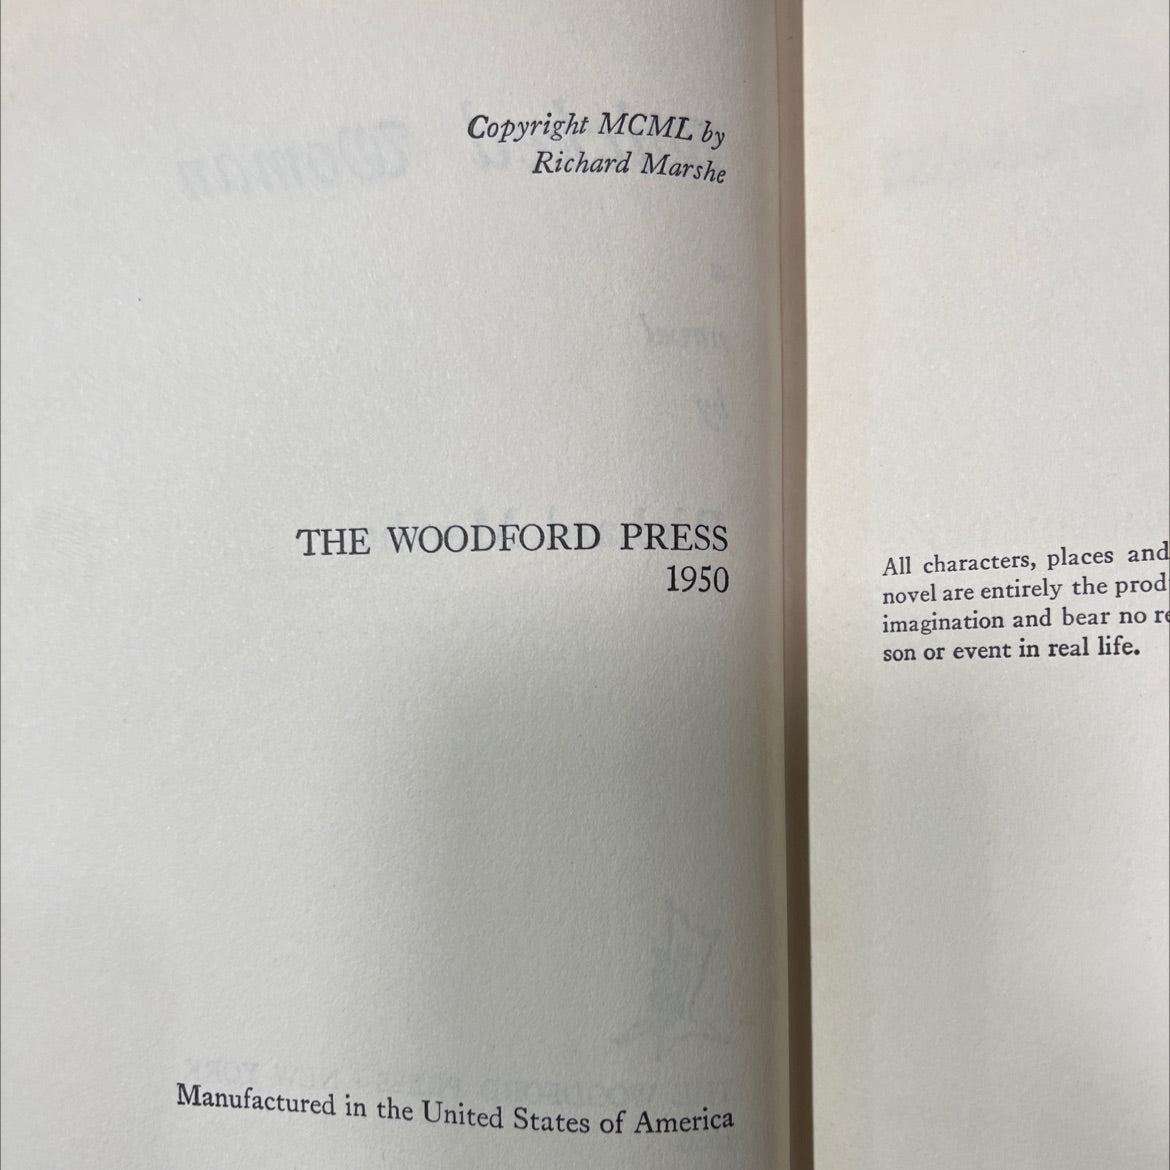 Copyright MCML by
Richard Marshe
THE WOODFORD PRESS
1950
Manufactured in the United States of America
All characters, places and
novel are entirely the prod
imagination and bear no re
son or event in real life.